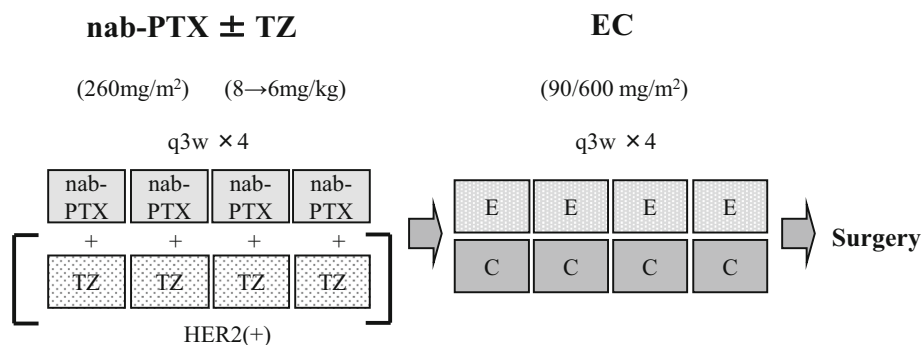 nab-PTX ± TZ EC
(260mg/m²) (8→6mg/kg) (90/600 mg/m²)
q3w ×4 q3w ×4
nab- nab- nab- nab-
PTX PTX PTX PTX
E E E E
+ + + +
Surgery
TZ TZ TZ TZ
C C C C
HER2(+)